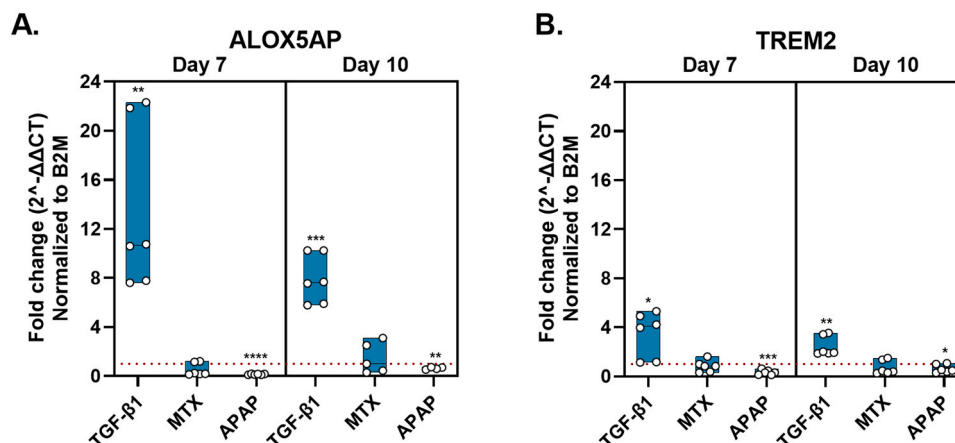 A.
ALOX5AP
Day 7
Day 10
Fold change (2^-ΔΔCT)
Normalized to B2M
24
20
16
12
8
4
0
**
****
***
**
TGF-β1
MTX
APAP
TGF-β1
MTX
APAP
B.
TREM2
Day 7
Day 10
Fold change (2^-ΔΔCT)
Normalized to B2M
24
20
16
12
8
4
0
*
***
**
*
TGF-β1
MTX
APAP
TGF-β1
MTX
APAP